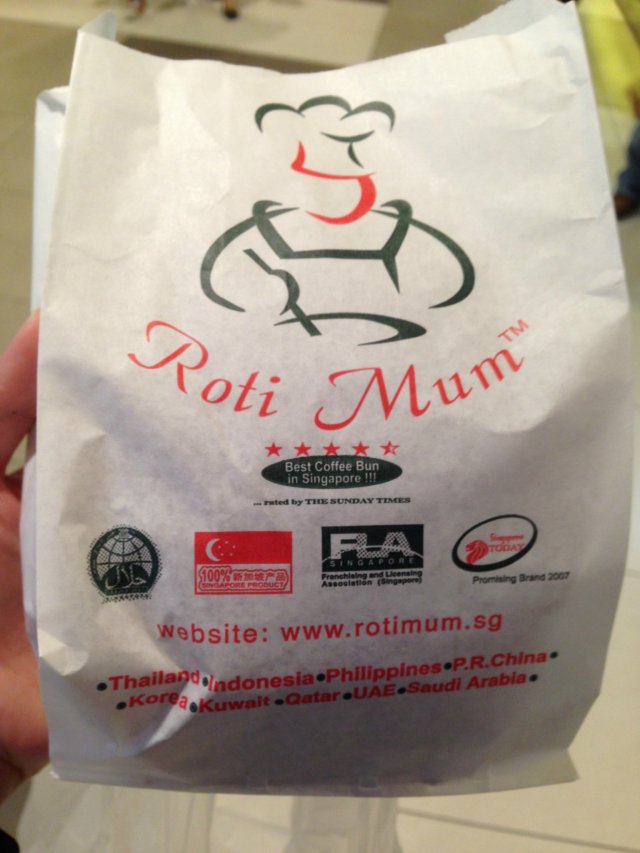 Roti Mum™
Best Coffee Bun
in Singapore !!!
... rated by THE SUNDAY TIMES
حلال
SINGAPORE
100% 新加坡产品
SINGAPORE PRODUCT
FLA
SINGAPORE
Franchising and Licensing
Association (Singapore)
Singapore
TODAY
Promising Brand 2007
website: www.rotimum.sg
•Thailand•Indonesia•Philippines•P.R.China•
•Korea•Kuwait•Qatar•UAE•Saudi Arabia•